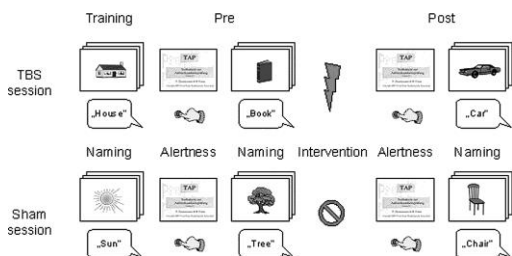 Training Pre Post
TAP
TAP
TBS session
„House"
„Book"
„Car"
Naming Alertness Naming Intervention Alertness Naming
TAP
TAP
Sham session
„Sun"
„Tree"
„Chair"